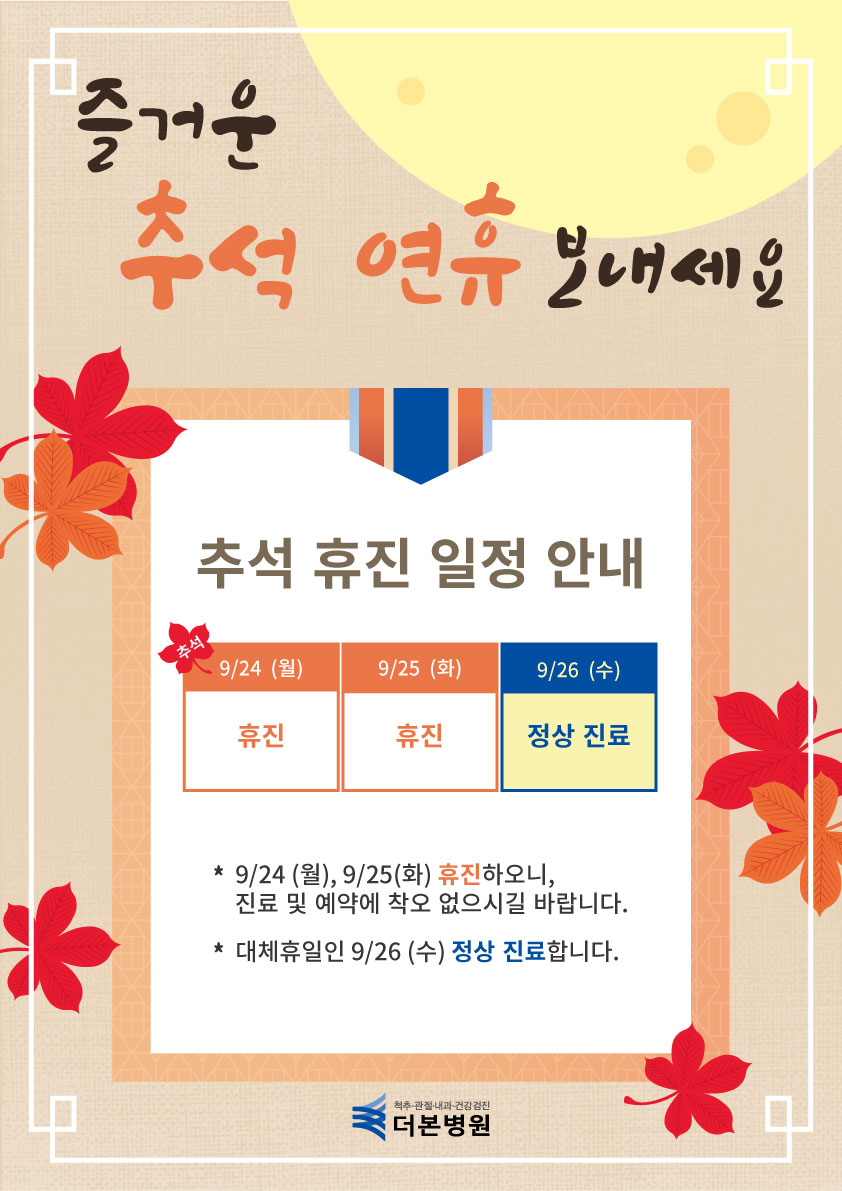 즐거운
추석 연휴 보내세요
추석 휴진 일정 안내
추석
9/24 (월) 9/25 (화) 9/26 (수)
휴진 휴진 정상 진료
* 9/24 (월), 9/25(화) 휴진하오니,
진료 및 예약에 착오 없으시길 바랍니다.
* 대체휴일인 9/26 (수) 정상 진료합니다.
척추·관절·내과·건강검진
더본병원